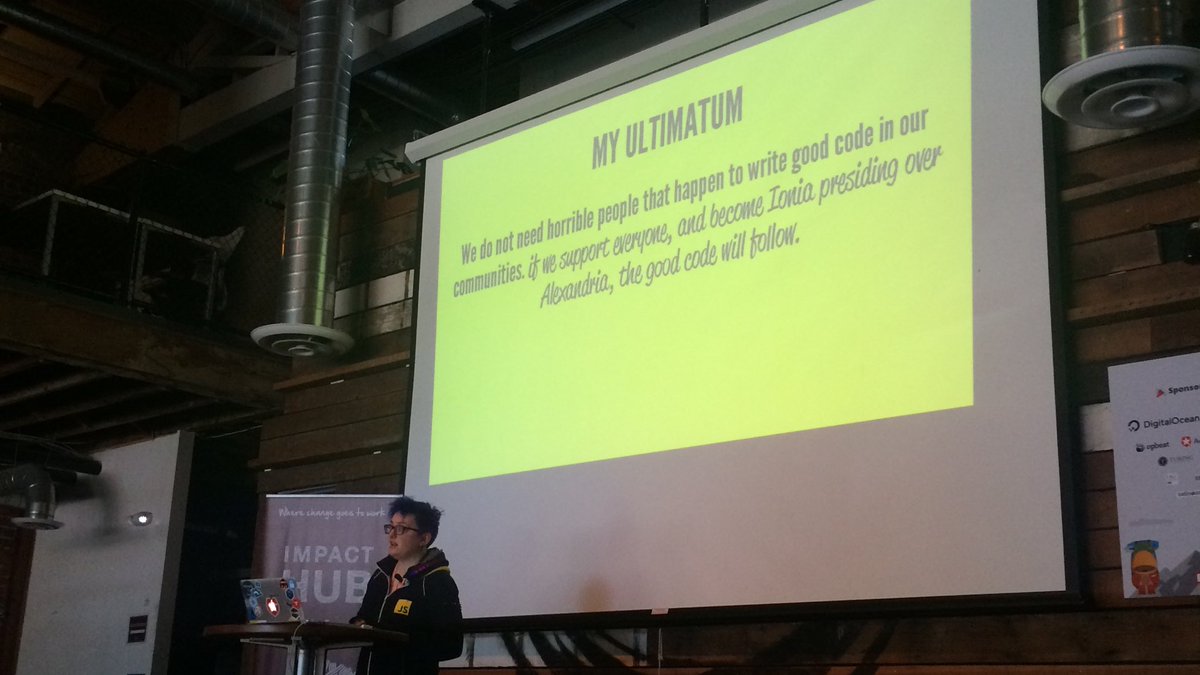 MY ULTIMATUM
We do not need horrible people that happen to write good code in our
communities. if we support everyone, and become Ionia presiding over
Alexandria, the good code will follow.
Where change goes to work
IMPACT
HUB
JS
Sponso
DigitalOcean
upbeat